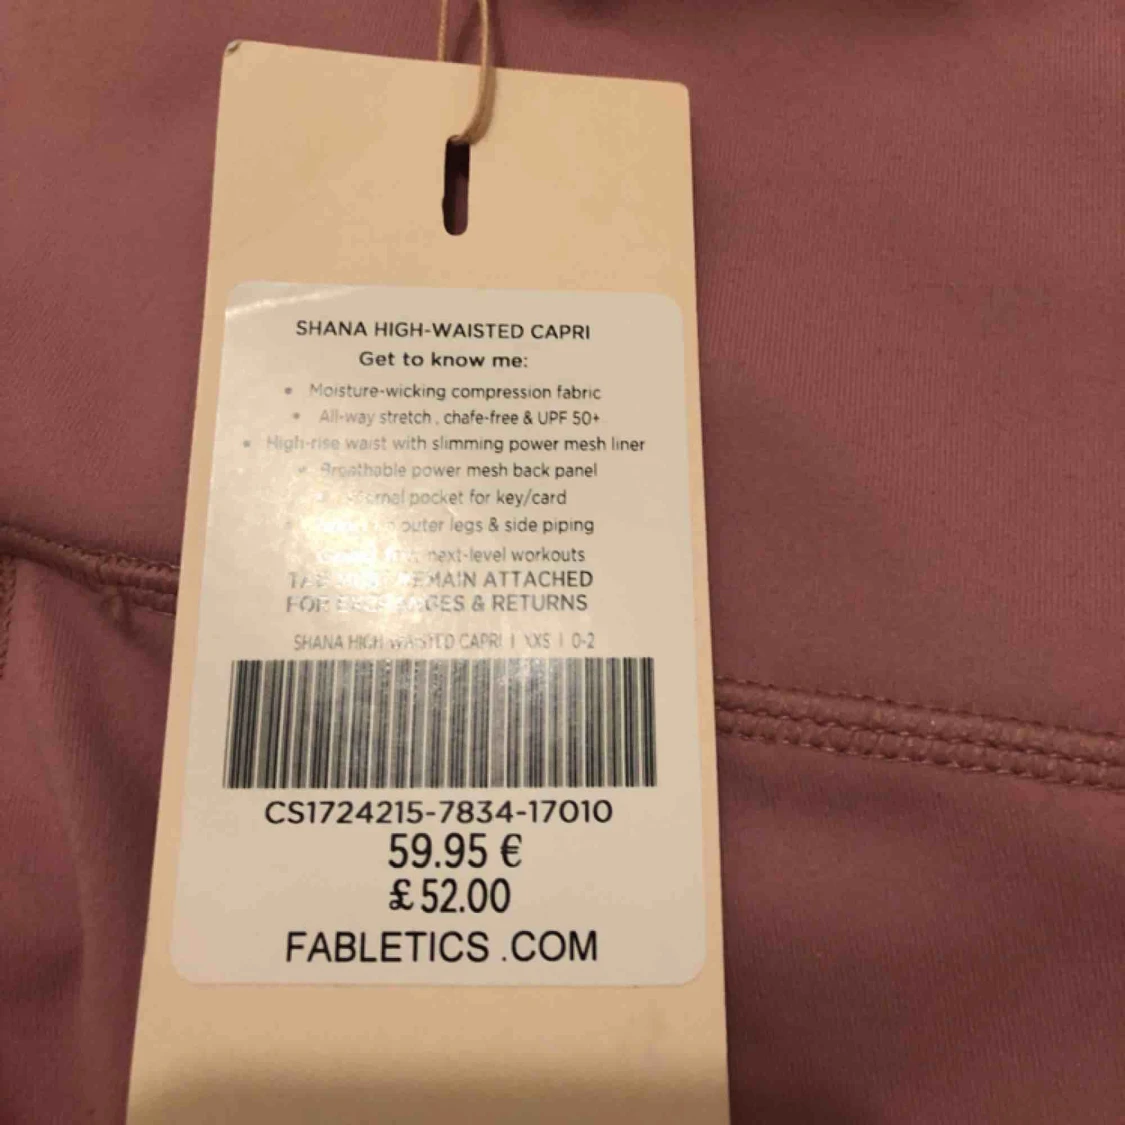 SHANA HIGH-WAISTED CAPRI
Get to know me:
• Moisture-wicking compression fabric
• All-way stretch, chafe-free & UPF 50+
• High-rise waist with slimming power mesh liner
• Breathable power mesh back panel
pocket for key/card
outer legs & side piping
next-level workouts
REMAIN ATTACHED
FOR EXCHANGES & RETURNS
SHANA HIGH-WAISTED CAPRI | XXS | 0-2
CS1724215-7834-17010
59.95 €
£52.00
FABLETICS .COM